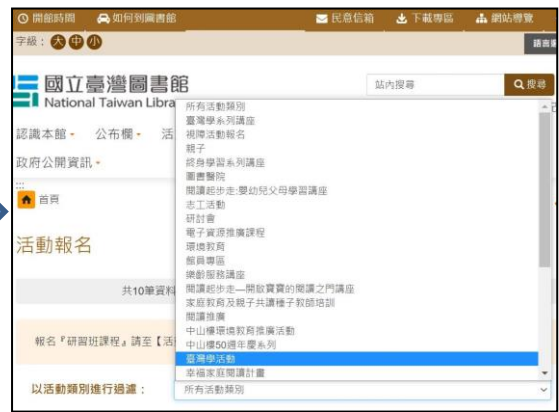 開館時間 如何到圖書館 民意信箱 下載專區 網站導覽
字級： 大 中 小
國立臺灣圖書館
National Taiwan Libra
站內搜尋 搜尋
認識本館 公布欄 活
政府公開資訊
:::
首頁
活動報名
共10筆資料
報名『研習班課程』請至【活
以活動類別進行過濾：
所有活動類別
臺灣學系列講座
視障活動報名
親子
終身學習系列講座
圖書醫院
閱讀起步走:嬰幼兒父母學習講座
志工活動
研討會
電子資源推廣課程
環境教育
館員專區
樂齡服務講座
閱讀起步走—開啟寶寶的閱讀之門講座
家庭教育及親子共讀種子教師培訓
閱讀推廣
中山樓環境教育推廣活動
中山樓50週年慶系列
臺灣學活動
幸福家庭閱讀計畫
所有活動類別